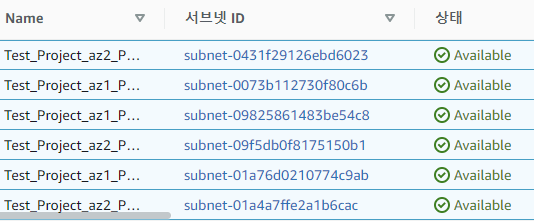 Name 서브넷 ID 상태
Test_Project_az2_P... subnet-0431f29126ebd6023 Available
Test_Project_az1_P... subnet-0073b112730f80c6b Available
Test_Project_az1_P... subnet-09825861483be54c8 Available
Test_Project_az2_P... subnet-09f5db0f8175150b1 Available
Test_Project_az1_P... subnet-01a76d0210774c9ab Available
Test_Project_az2_P... subnet-01a4a7ffe2a1b6cac Available